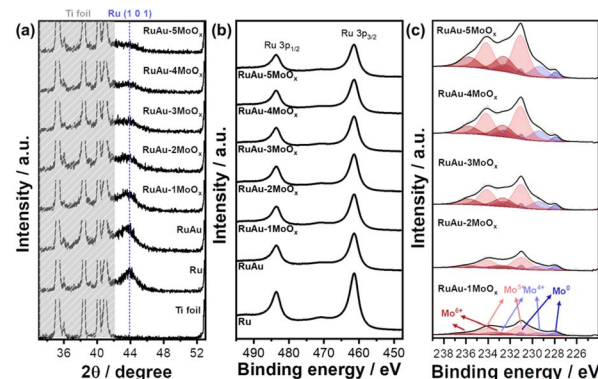 Ti foil Ru (1 0 1)
(a)
RuAu-5MoOx
RuAu-4MoOx
RuAu-3MoOx
RuAu-2MoOx
RuAu-1MoOx
RuAu
Ru
Ti foil
Intensity / a.u.
33 36 40 44 48 52
2θ / degree
(b)
Ru 3p1/2
Ru 3p3/2
RuAu-5MoOx
RuAu-4MoOx
RuAu-3MoOx
RuAu-2MoOx
RuAu-1MoOx
RuAu
Ru
Intensity / a.u.
490 480 470 460 450
Binding energy / eV
(c)
RuAu-5MoOx
RuAu-4MoOx
RuAu-3MoOx
RuAu-2MoOx
RuAu-1MoOx
Mo6+
Mo5+
Mo4+
Mo0
Intensity / a.u.
238 236 234 232 230 228 226
Binding energy / eV